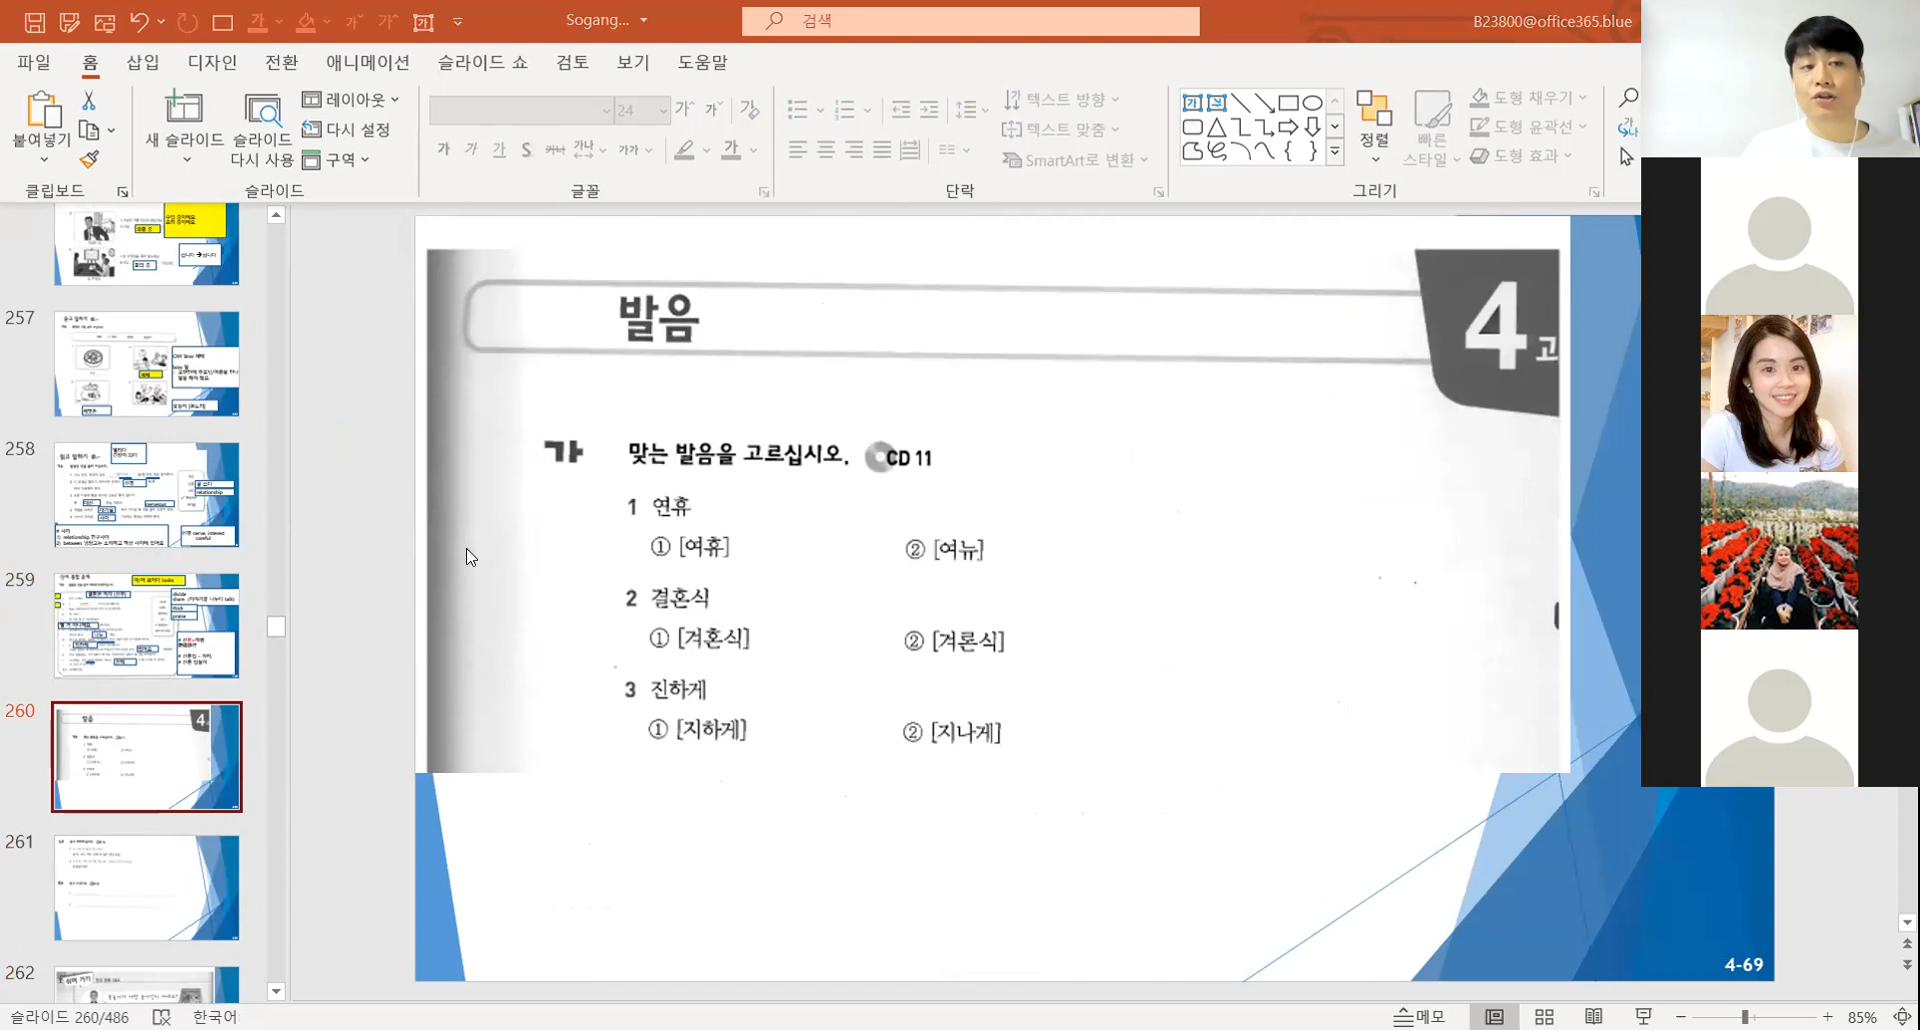 Sogang...
검색
B23800@office365.blue
파일 홈 삽입 디자인 전환 애니메이션 슬라이드 쇼 검토 보기 도움말
붙여넣기
클립보드
새 슬라이드
슬라이드 다시 사용
레이아웃
다시 설정
구역
슬라이드
24
글꼴
텍스트 방향
텍스트 맞춤
SmartArt로 변환
단락
정렬
빠른 스타일
도형 채우기
도형 윤곽선
도형 효과
그리기
257
258
259
260
261
262
발음
4과
가 맞는 발음을 고르십시오. CD 11
1 연휴
① [여휴] ② [여뉴]
2 결혼식
① [겨혼식] ② [겨론식]
3 진하게
① [지하게] ② [지나게]
4-69
슬라이드 260/486 한국어
메모
85%